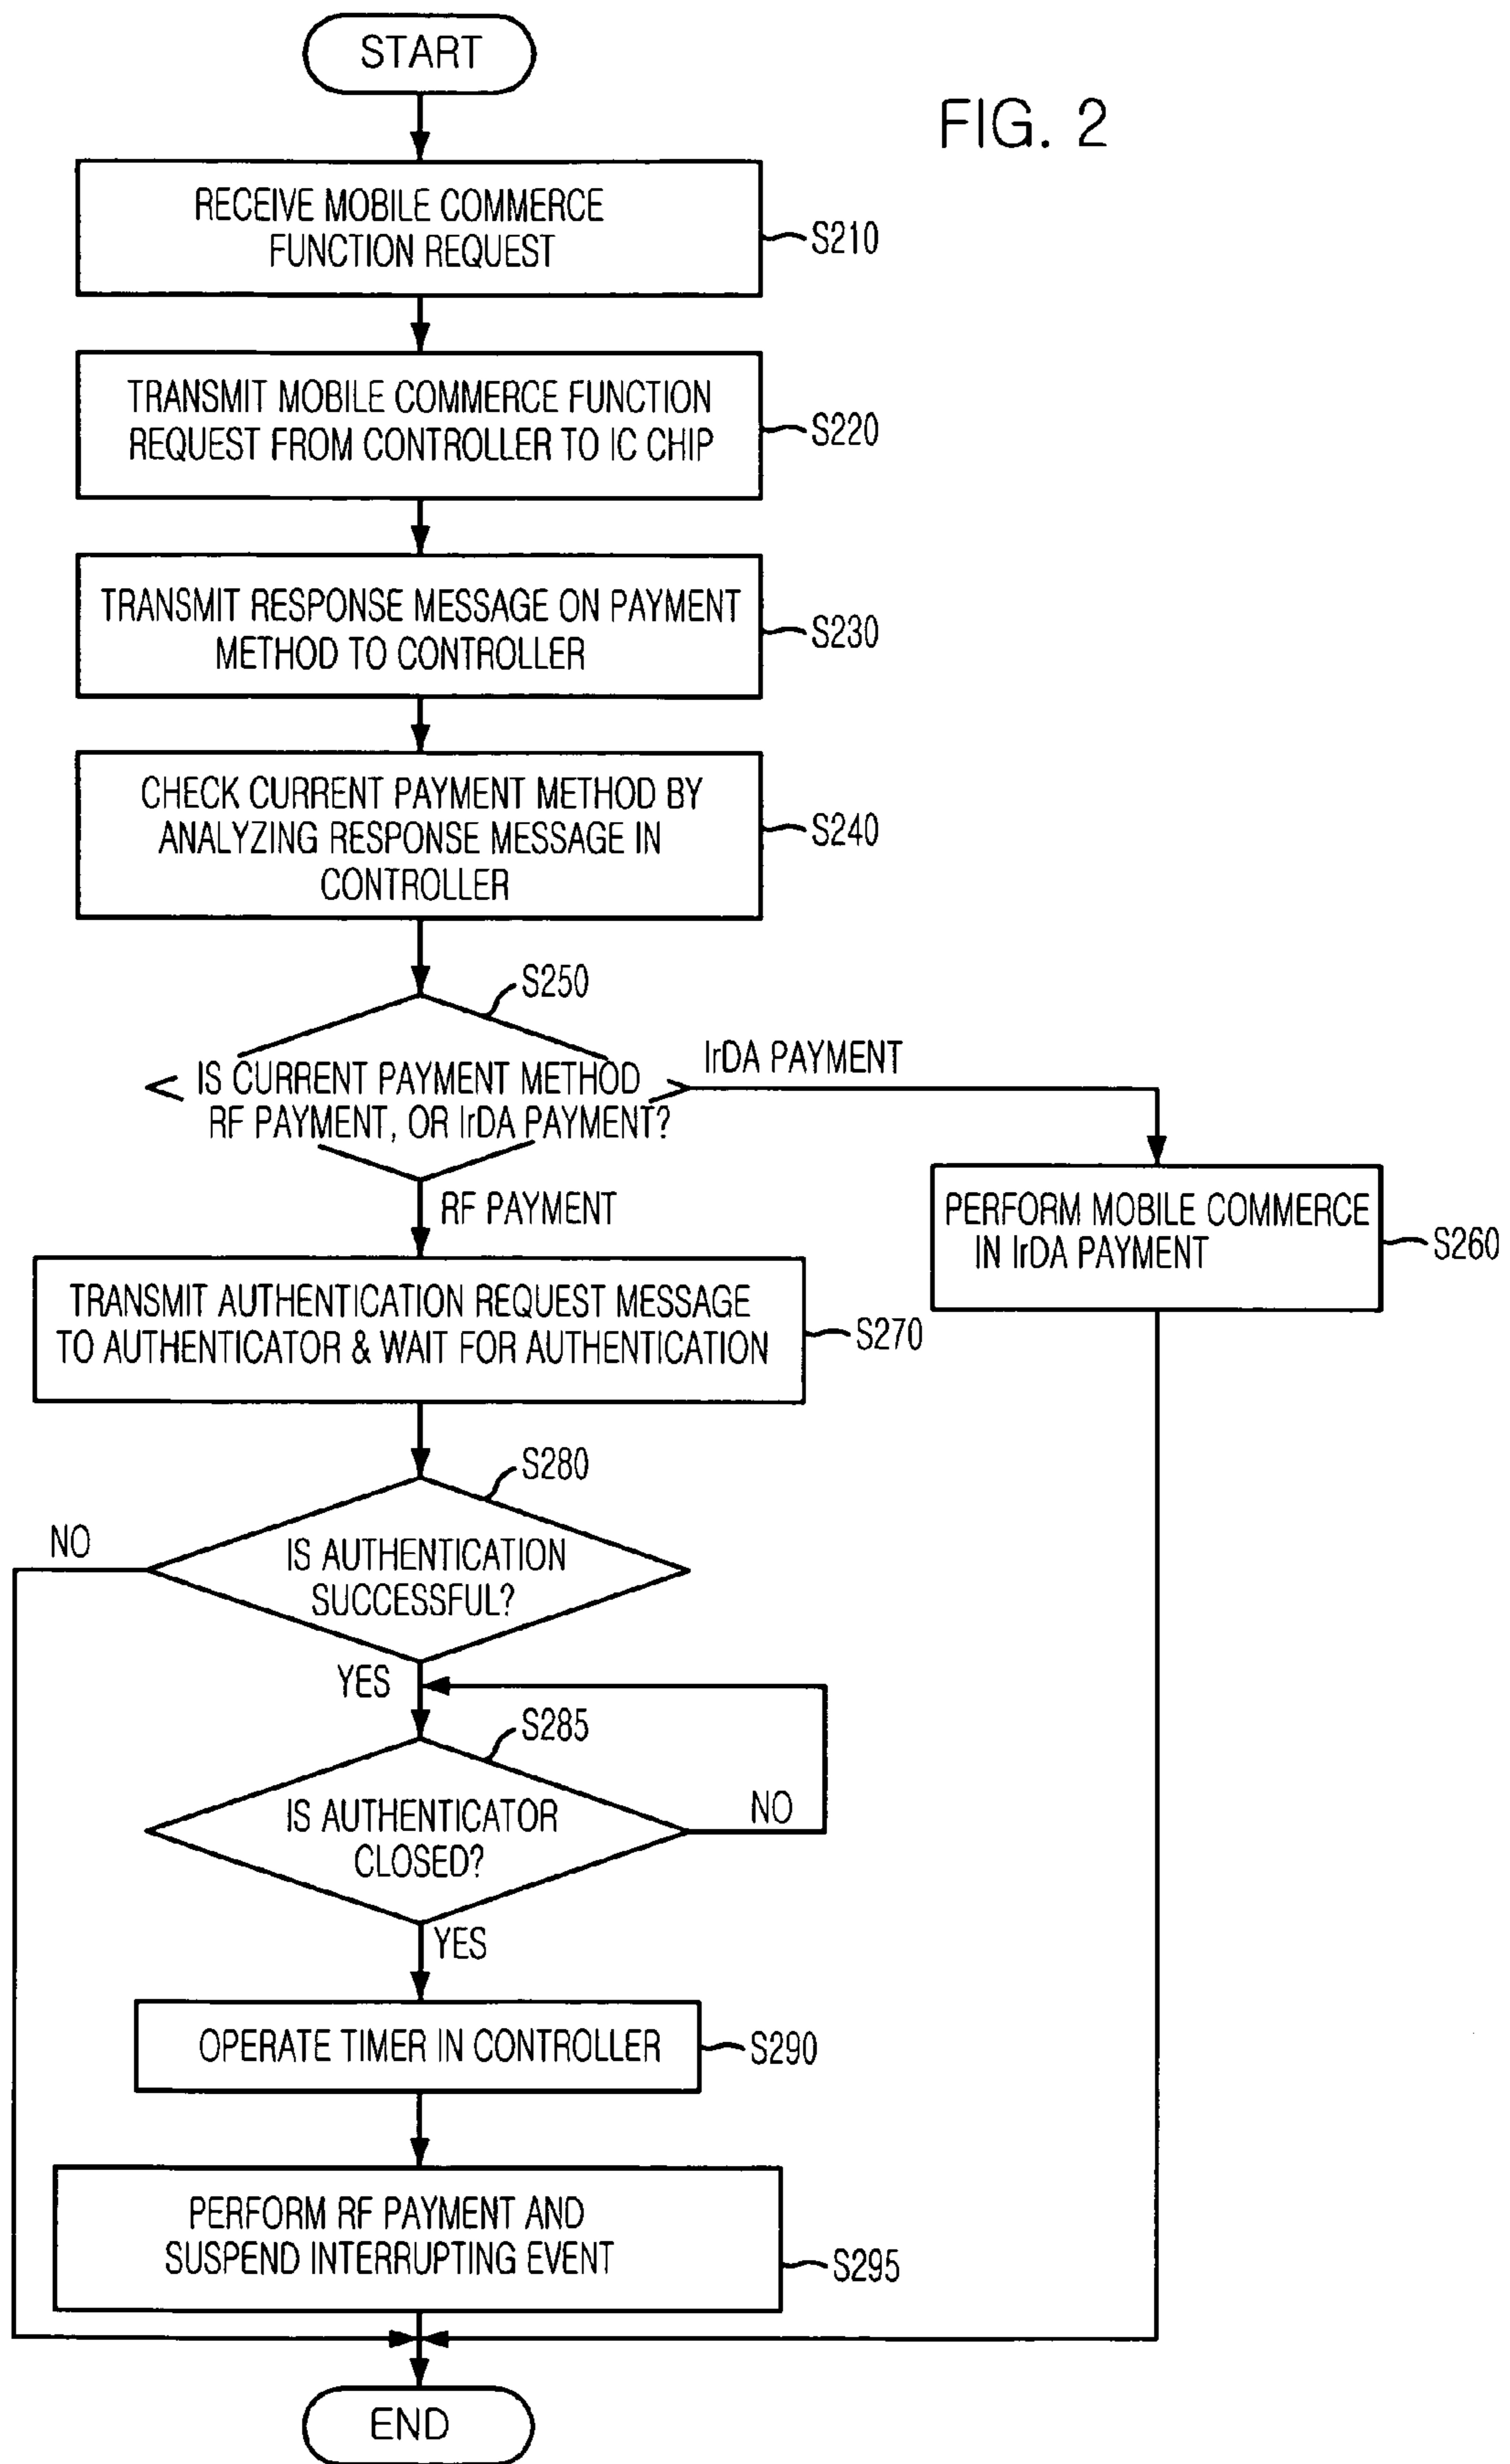 START
FIG. 2
RECEIVE MOBILE COMMERCE
FUNCTION REQUEST
S210
TRANSMIT MOBILE COMMERCE FUNCTION
REQUEST FROM CONTROLLER TO IC CHIP
S220
TRANSMIT RESPONSE MESSAGE ON PAYMENT
METHOD TO CONTROLLER
S230
CHECK CURRENT PAYMENT METHOD BY
ANALYZING RESPONSE MESSAGE IN
CONTROLLER
S240
S250
IS CURRENT PAYMENT METHOD
RF PAYMENT, OR IrDA PAYMENT?
IrDA PAYMENT
RF PAYMENT
PERFORM MOBILE COMMERCE
IN IrDA PAYMENT
S260
TRANSMIT AUTHENTICATION REQUEST MESSAGE
TO AUTHENTICATOR & WAIT FOR AUTHENTICATION
S270
S280
NO
IS AUTHENTICATION
SUCCESSFUL?
YES
S285
IS AUTHENTICATOR
CLOSED?
NO
YES
OPERATE TIMER IN CONTROLLER
S290
PERFORM RF PAYMENT AND
SUSPEND INTERRUPTING EVENT
S295
END